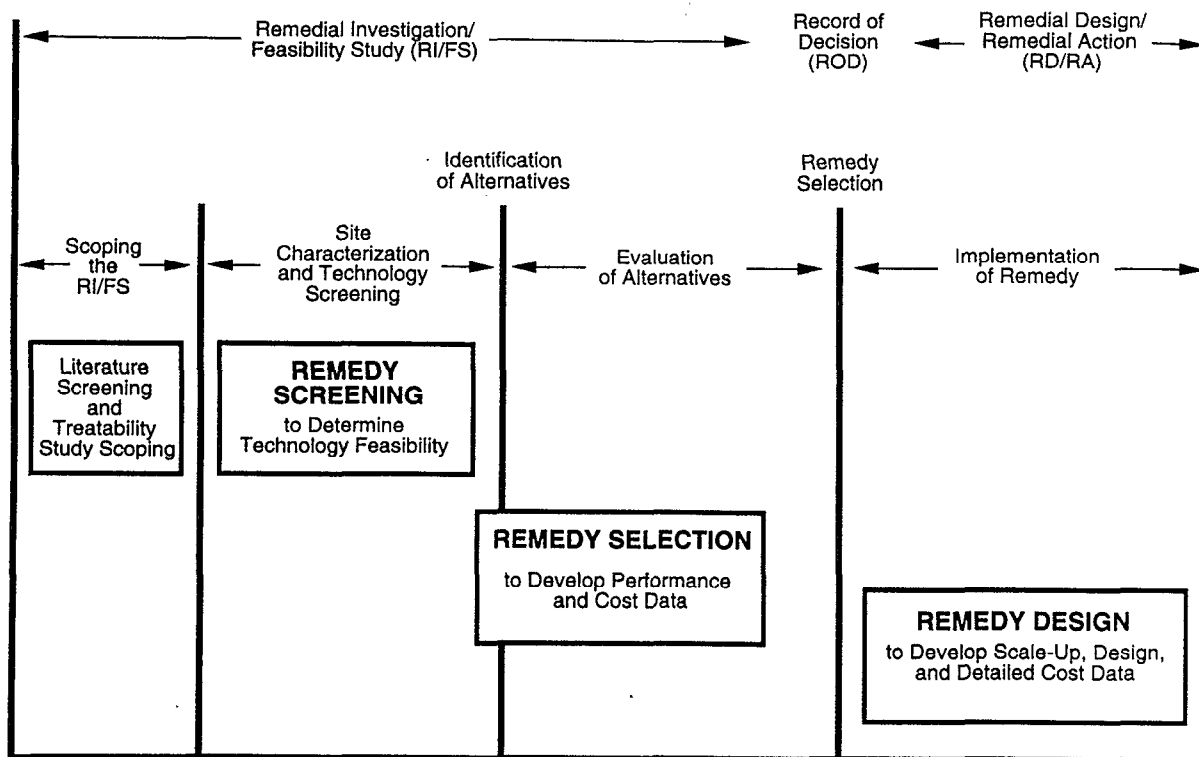 Remedial Investigation/
Feasibility Study (RI/FS)
Record of
Decision
(ROD)
Remedial Design/
Remedial Action
(RD/RA)
Identification
of Alternatives
Remedy
Selection
Scoping
the
RI/FS
Site
Characterization
and Technology
Screening
Evaluation
of Alternatives
Implementation
of Remedy
Literature
Screening
and
Treatability
Study Scoping
REMEDY
SCREENING
to Determine
Technology Feasibility
REMEDY SELECTION
to Develop Performance
and Cost Data
REMEDY DESIGN
to Develop Scale-Up, Design,
and Detailed Cost Data